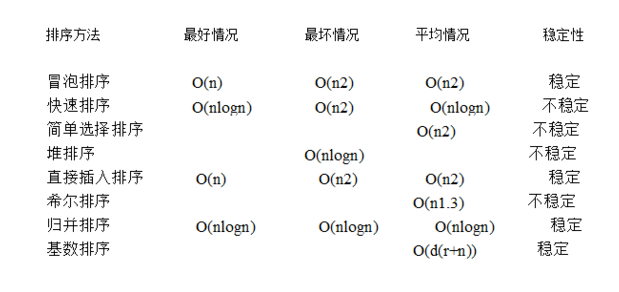 排序方法 最好情况 最坏情况 平均情况 稳定性
冒泡排序 O(n) O(n2) O(n2) 稳定
快速排序 O(nlogn) O(n2) O(nlogn) 不稳定
简单选择排序 O(n2) 不稳定
堆排序 O(nlogn) 不稳定
直接插入排序 O(n) O(n2) O(n2) 稳定
希尔排序 O(n1.3) 不稳定
归并排序 O(nlogn) O(nlogn) O(nlogn) 稳定
基数排序 O(d(r+n)) 稳定